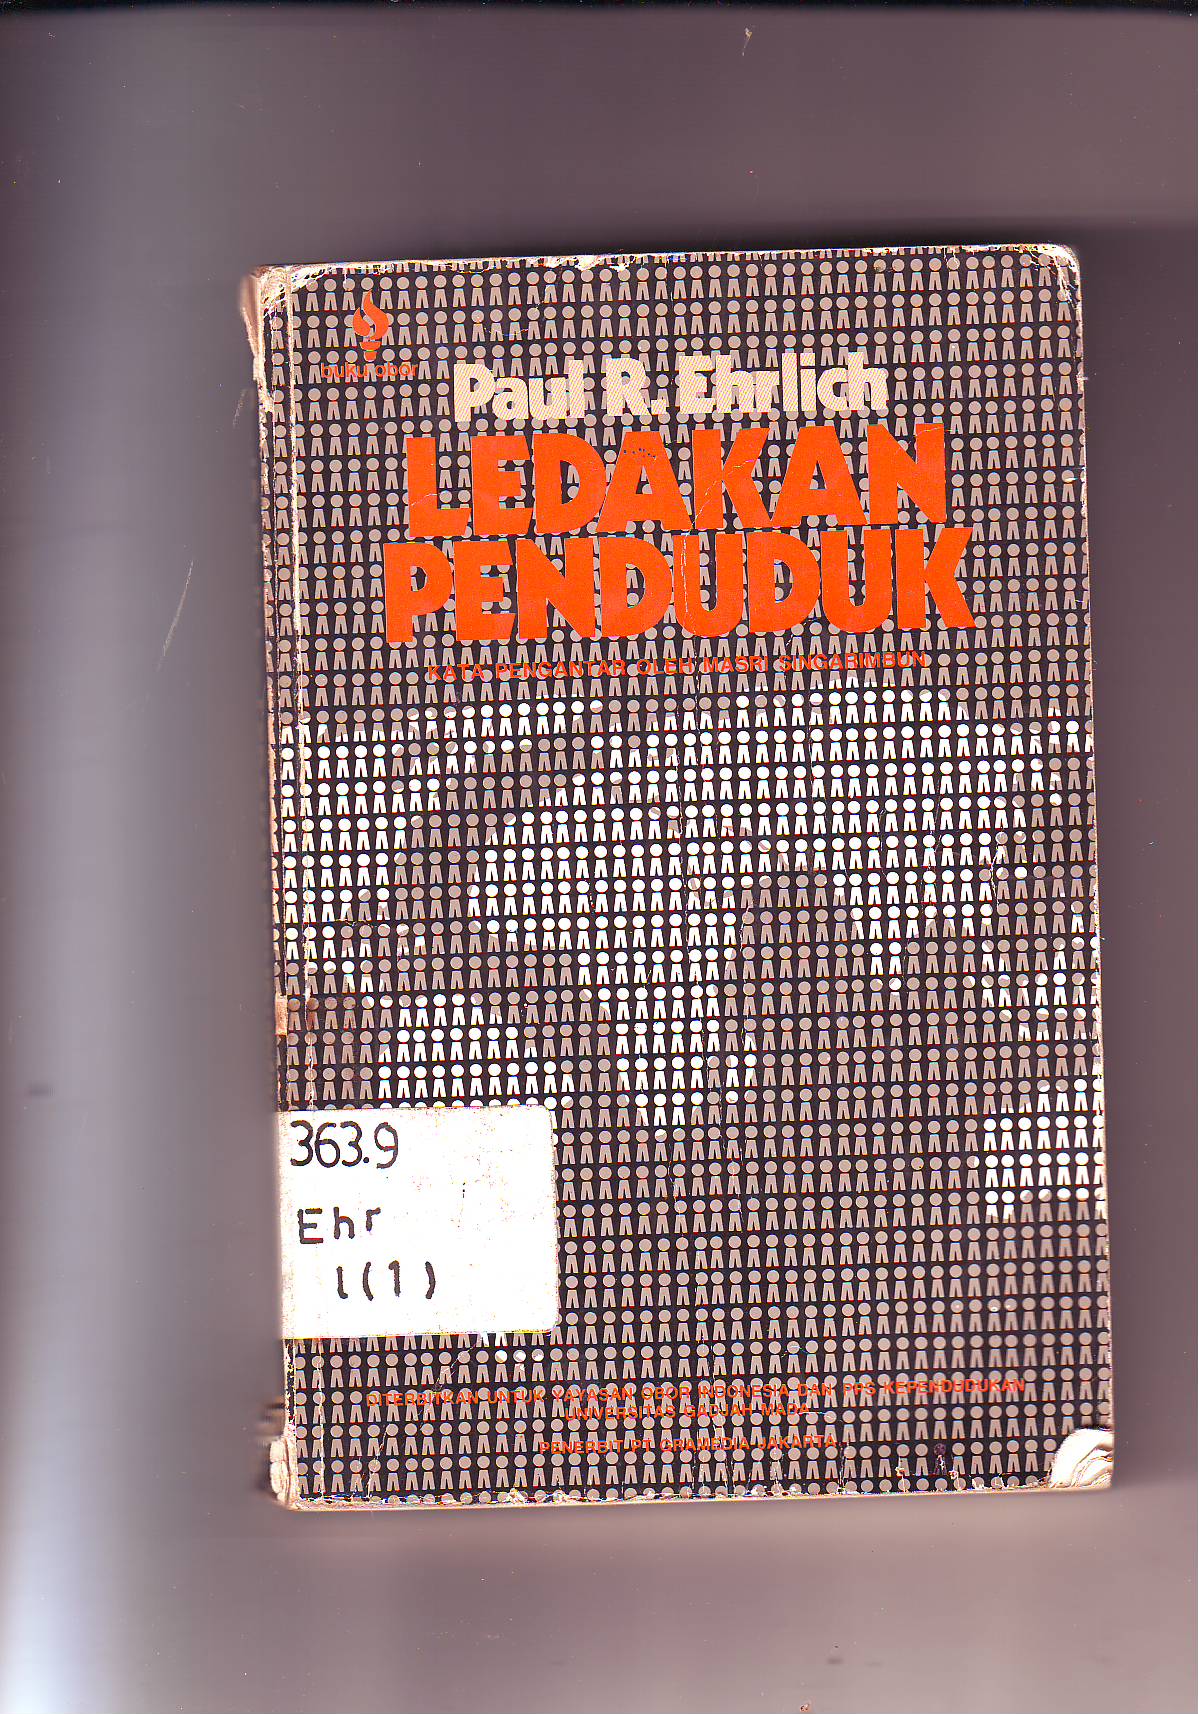 buku obor
Paul R. Ehrlich
LEDAKAN
PENDUDUK
KATA PENGANTAR OLEH MASRI SINGARIMBUN
363.9
Ehr
l(1)
DITERBITKAN UNTUK YAYASAN OBOR INDONESIA DAN PPS KEPENDUDUKAN
UNIVERSITAS GADJAH MADA
PENERBIT PT GRAMEDIA JAKARTA